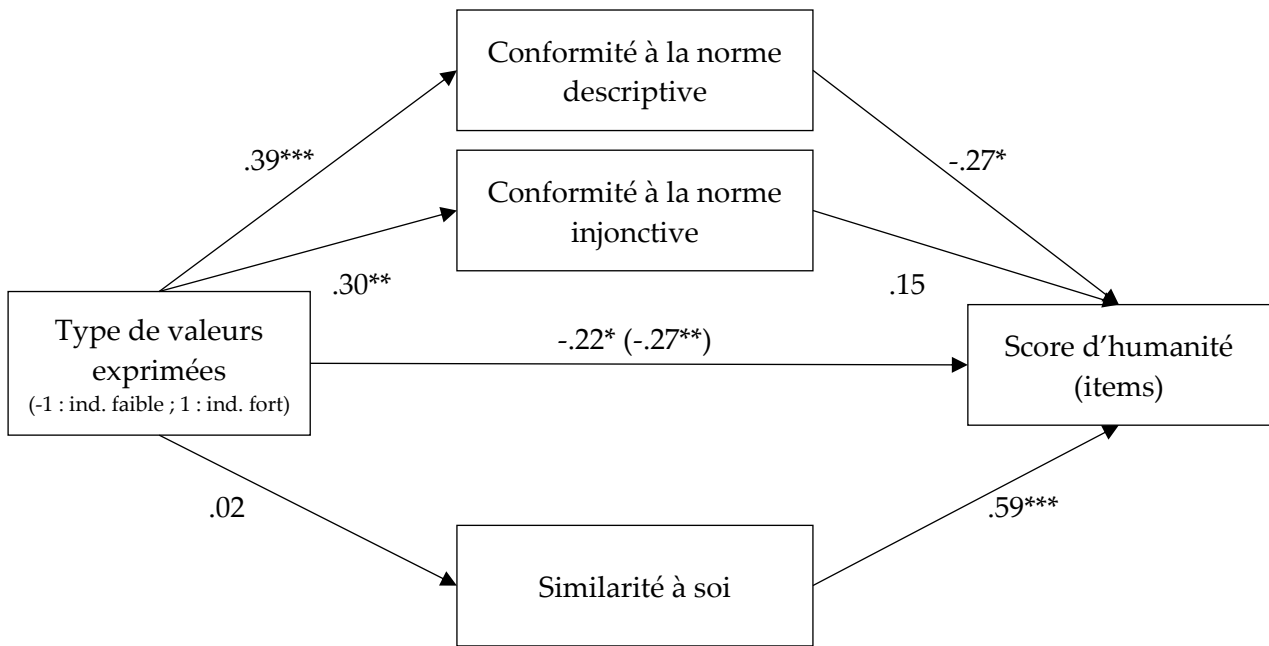 Conformité à la norme
descriptive
.39***
-.27*
Conformité à la norme
injonctive
.30**
.15
Type de valeurs
exprimées
(-1 : ind. faible ; 1 : ind. fort)
-.22* (-.27**)
Score d’humanité
(items)
.02
.59***
Similarité à soi